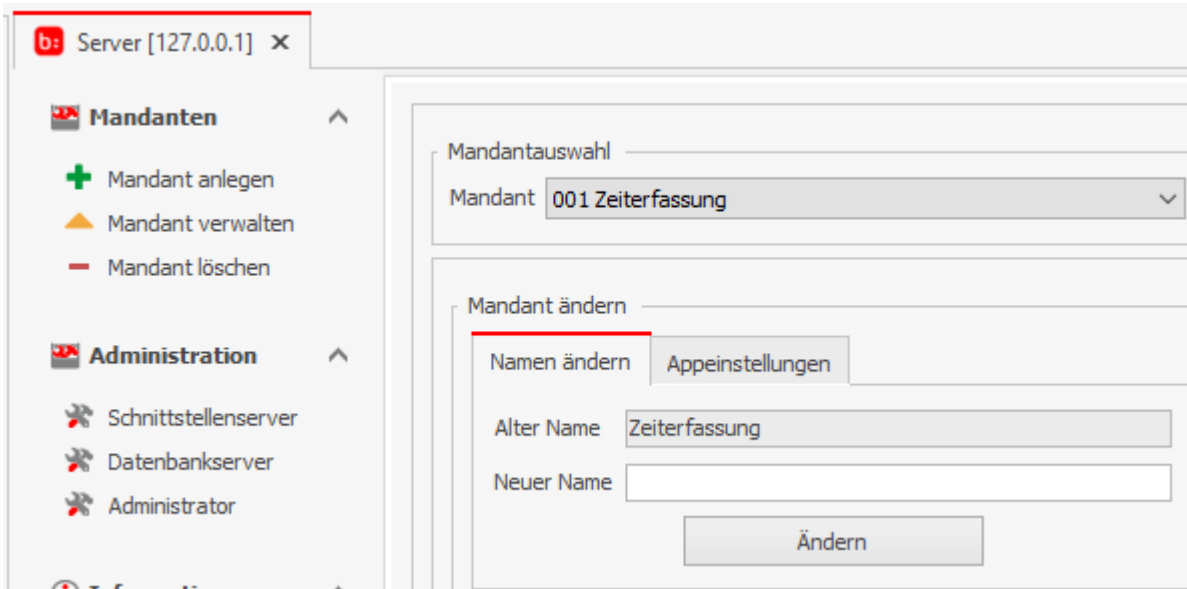 b: Server [127.0.0.1]
Mandanten
Mandant anlegen
Mandant verwalten
Mandant löschen
Administration
Schnittstellenserver
Datenbankserver
Administrator
Mandantauswahl
Mandant 001 Zeiterfassung
Mandant ändern
Namen ändern Appeinstellungen
Alter Name Zeiterfassung
Neuer Name
Ändern